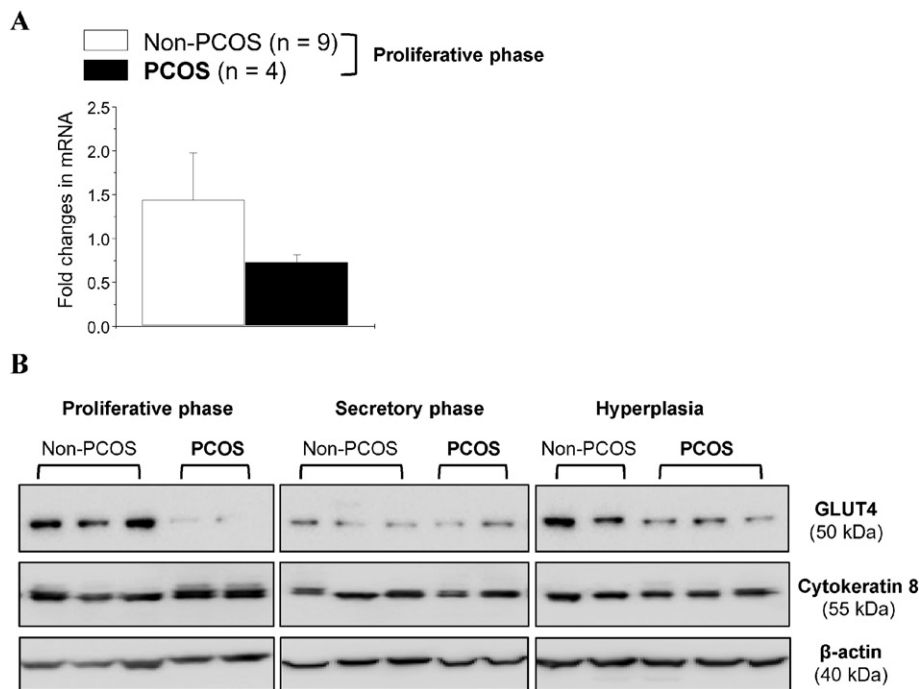 A
Non-PCOS (n = 9)
PCOS (n = 4)
Proliferative phase
Fold changes in mRNA
2.5
2.0
1.5
1.0
0.5
0.0
B
Proliferative phase
Secretory phase
Hyperplasia
Non-PCOS
PCOS
Non-PCOS
PCOS
Non-PCOS
PCOS
GLUT4
(50 kDa)
Cytokeratin 8
(55 kDa)
β-actin
(40 kDa)